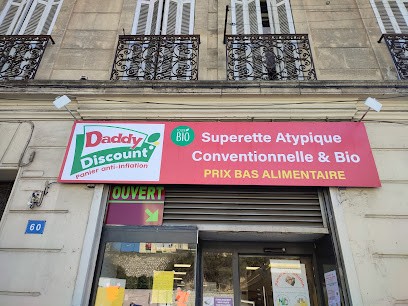 Daddy
Discount
Panier anti-inflation
BIO
Superette Atypique
Conventionnelle & Bio
PRIX BAS ALIMENTAIRE
OUVERT
60